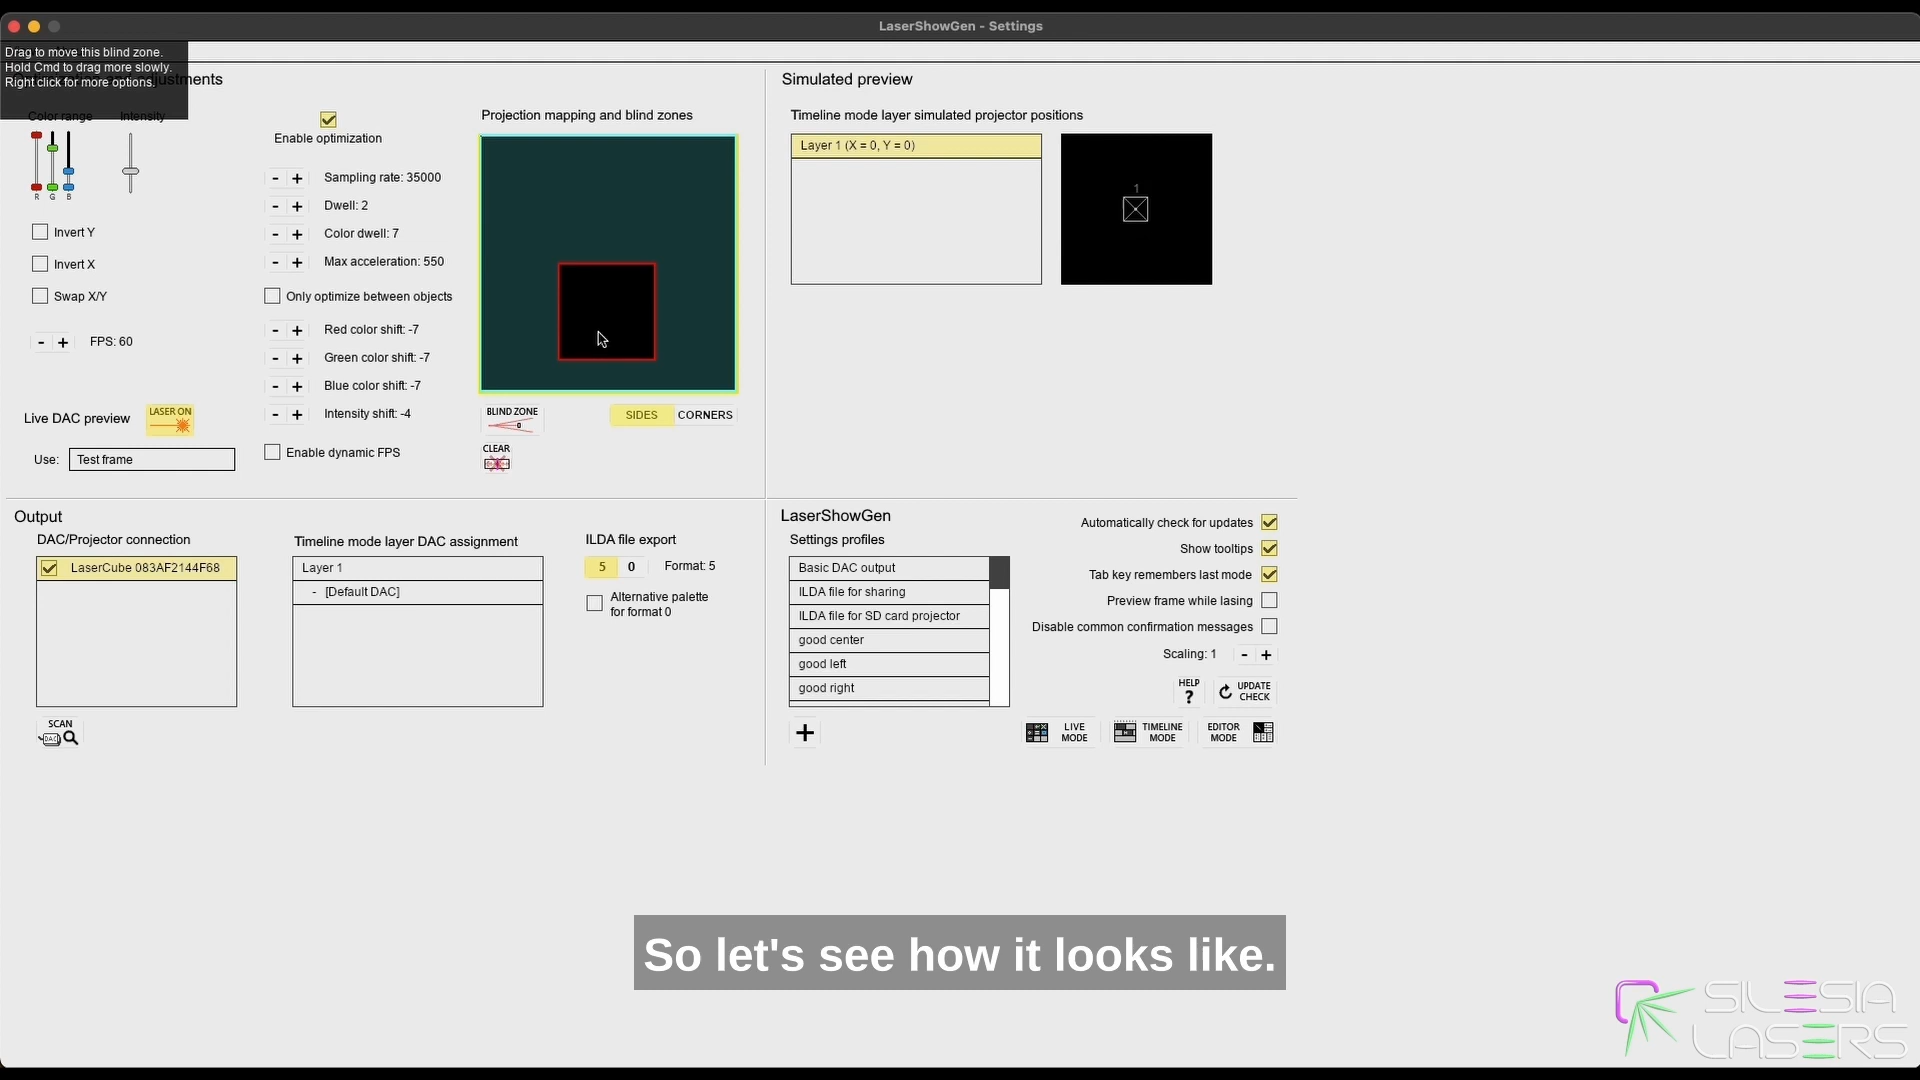 LaserShowGen - Settings
Drag to move this blind zone.
Hold Cmd to drag more slowly.
Right click for more options.
adjustments
Color range
Intensity
R G B
Invert Y
Invert X
Swap X/Y
- + FPS: 60
Live DAC preview
LASER ON
Use: Test frame
Enable optimization
- + Sampling rate: 35000
- + Dwell: 2
- + Color dwell: 7
- + Max acceleration: 550
Only optimize between objects
- + Red color shift: -7
- + Green color shift: -7
- + Blue color shift: -7
- + Intensity shift: -4
Enable dynamic FPS
Projection mapping and blind zones
BLIND ZONE
SIDES CORNERS
CLEAR
Simulated preview
Timeline mode layer simulated projector positions
Layer 1 (X = 0, Y = 0)
1
Output
DAC/Projector connection
LaserCube 083AF2144F68
SCAN
DAC
Timeline mode layer DAC assignment
Layer 1
- [Default DAC]
ILDA file export
5 0 Format: 5
Alternative palette
for format 0
LaserShowGen
Settings profiles
Basic DAC output
ILDA file for sharing
ILDA file for SD card projector
good center
good left
good right
+
Automatically check for updates
Show tooltips
Tab key remembers last mode
Preview frame while lasing
Disable common confirmation messages
Scaling: 1 - +
HELP
?
UPDATE
CHECK
LIVE
MODE
TIMELINE
MODE
EDITOR
MODE
So let's see how it looks like.
SILESIA
LASERS